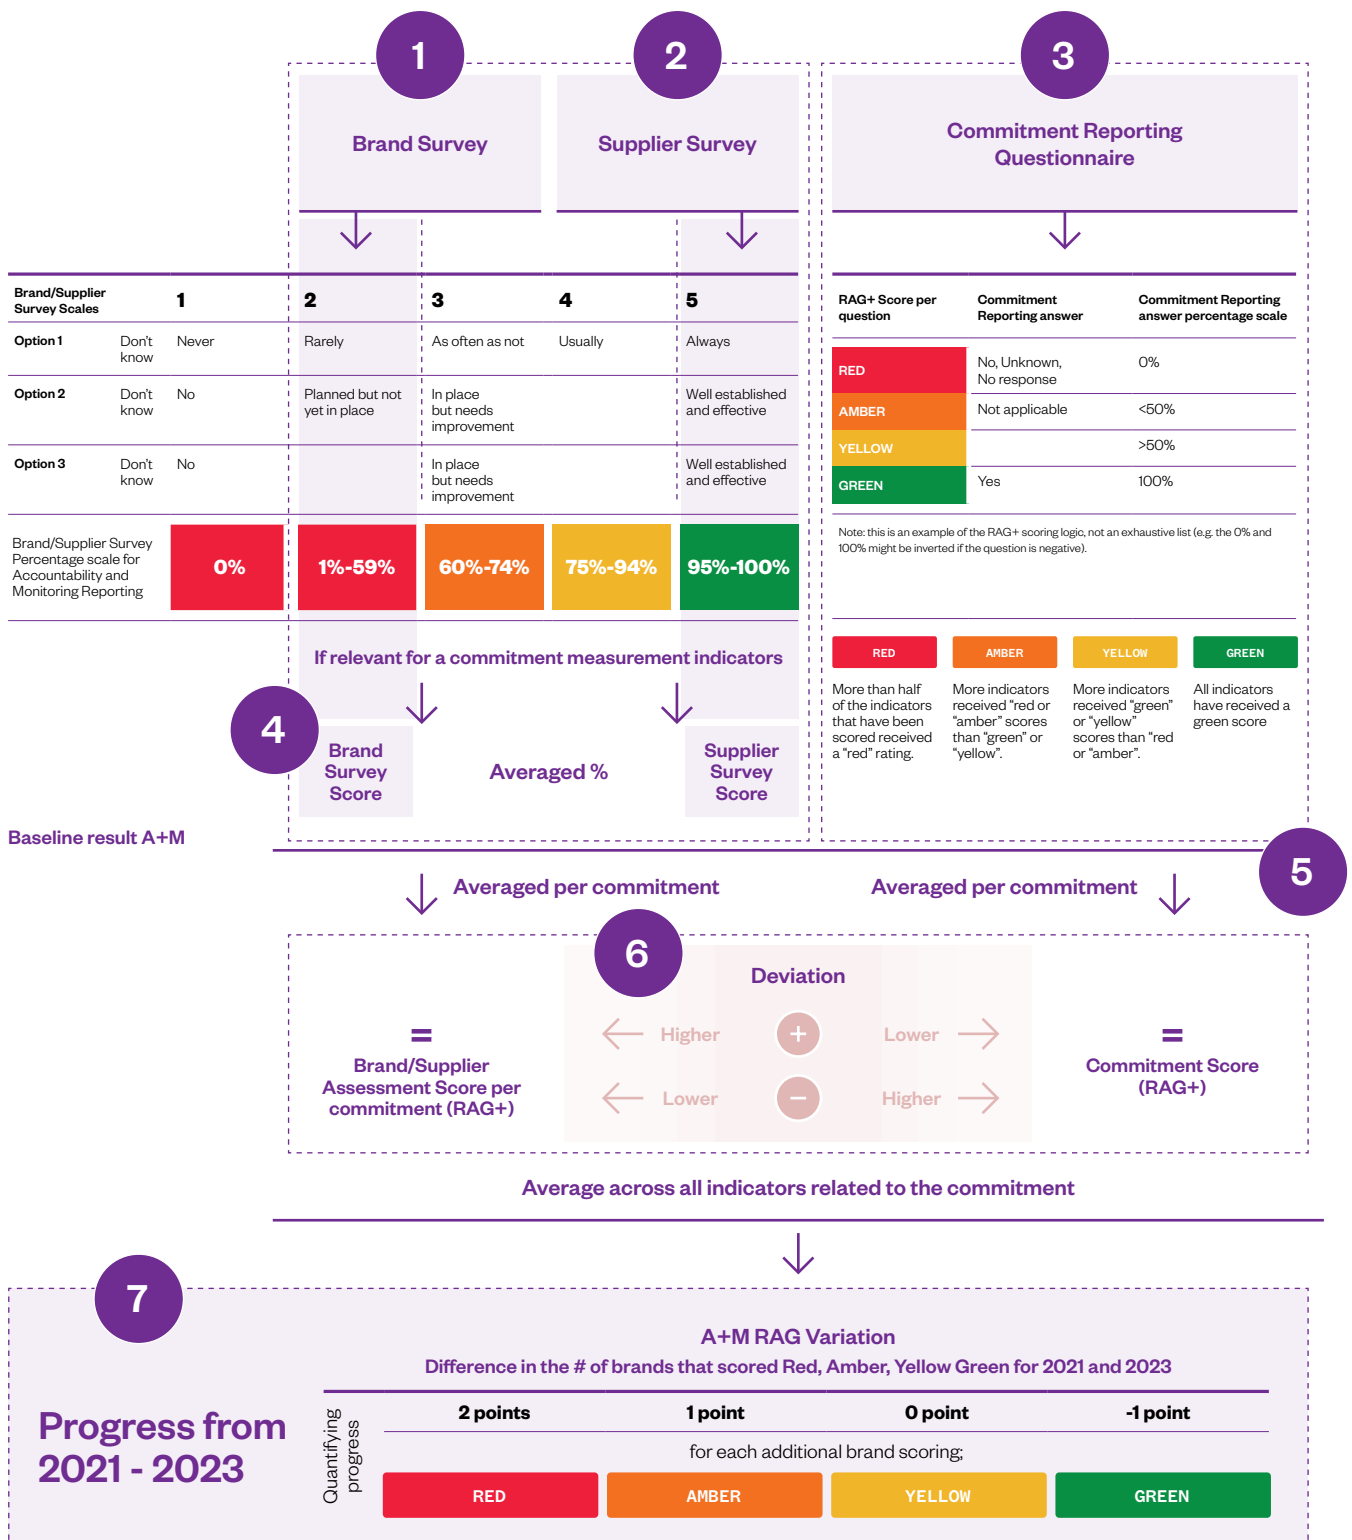 1
2
3
Brand Survey
Supplier Survey
Commitment Reporting
Questionnaire
Brand/Supplier
Survey Scales
1
2
3
4
5
Option 1
Don't
know
Never
Rarely
As often as not
Usually
Always
Option 2
Don't
know
No
Planned but not
yet in place
In place
but needs
improvement
Well established
and effective
Option 3
Don't
know
No
In place
but needs
improvement
Well established
and effective
Brand/Supplier Survey
Percentage scale for
Accountability and
Monitoring Reporting
0%
1%-59%
60%-74%
75%-94%
95%-100%
RAG+ Score per
question
Commitment
Reporting answer
Commitment Reporting
answer percentage scale
RED
No, Unknown,
No response
0%
AMBER
Not applicable
<50%
YELLOW
>50%
GREEN
Yes
100%
Note: this is an example of the RAG+ scoring logic, not an exhaustive list (e.g. the 0% and
100% might be inverted if the question is negative).
If relevant for a commitment measurement indicators
4
Brand
Survey
Score
Averaged %
Supplier
Survey
Score
RED
More than half
of the indicators
that have been
scored received
a “red” rating.
AMBER
More indicators
received “red or
“amber” scores
than “green” or
“yellow”.
YELLOW
More indicators
received “green”
or “yellow”
scores than “red
or “amber”.
GREEN
All indicators
have received a
green score
Baseline result A+M
5
Averaged per commitment
Averaged per commitment
6
Deviation
=
Brand/Supplier
Assessment Score per
commitment (RAG+)
Higher
+
Lower
Lower
−
Higher
=
Commitment Score
(RAG+)
Average across all indicators related to the commitment
7
Progress from
2021 - 2023
A+M RAG Variation
Difference in the # of brands that scored Red, Amber, Yellow Green for 2021 and 2023
Quantifying
progress
2 points
1 point
0 point
-1 point
for each additional brand scoring;
RED
AMBER
YELLOW
GREEN